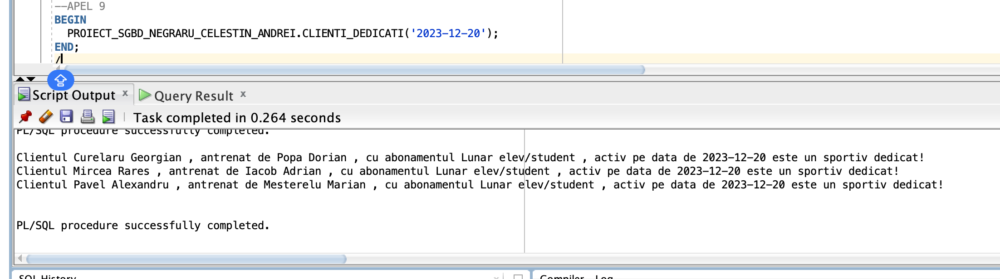 --APEL 9
BEGIN
PROIECT_SGBD_NEGRARU_CELESTIN_ANDREI.CLIENTI_DEDICATI('2023-12-20');
END;
/
Script Output x Query Result x
Task completed in 0.264 seconds
PL/SQL procedure successfully completed.
Clientul Curelaru Georgian , antrenat de Popa Dorian , cu abonamentul Lunar elev/student , activ pe data de 2023-12-20 este un sportiv dedicat!
Clientul Mircea Rares , antrenat de Iacob Adrian , cu abonamentul Lunar elev/student , activ pe data de 2023-12-20 este un sportiv dedicat!
Clientul Pavel Alexandru , antrenat de Mesterelu Marian , cu abonamentul Lunar elev/student , activ pe data de 2023-12-20 este un sportiv dedicat!
PL/SQL procedure successfully completed.
SQL History Compiler - Log